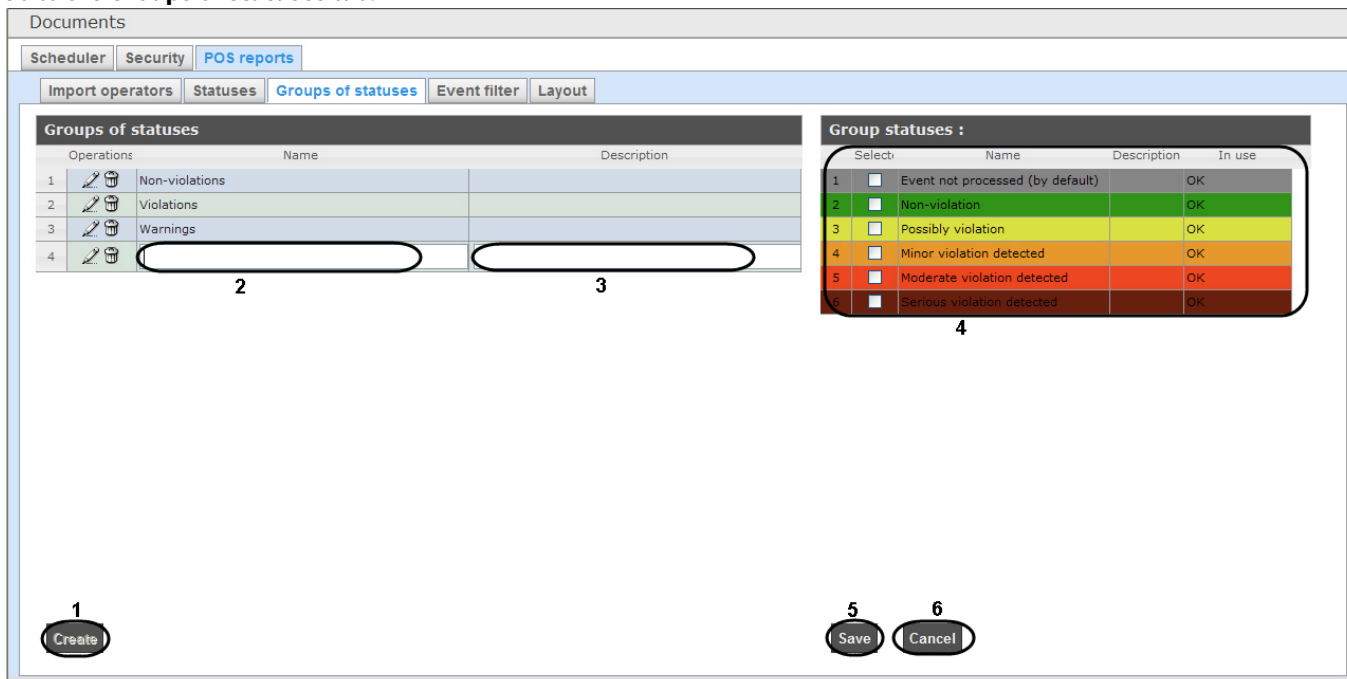 Documents
Scheduler Security POS reports
Import operators Statuses Groups of statuses Event filter Layout
Groups of statuses
Operations Name Description
1 Non-violations
2 Violations
3 Warnings
4
2 3
Group statuses :
Name Description In use
1 Event not processed (by default) OK
2 Non-violation OK
3 Possibly violation OK
4 Minor violation detected OK
5 Moderate violation detected OK
6 Serious violation detected OK
4
1
Create
5 6
Save Cancel